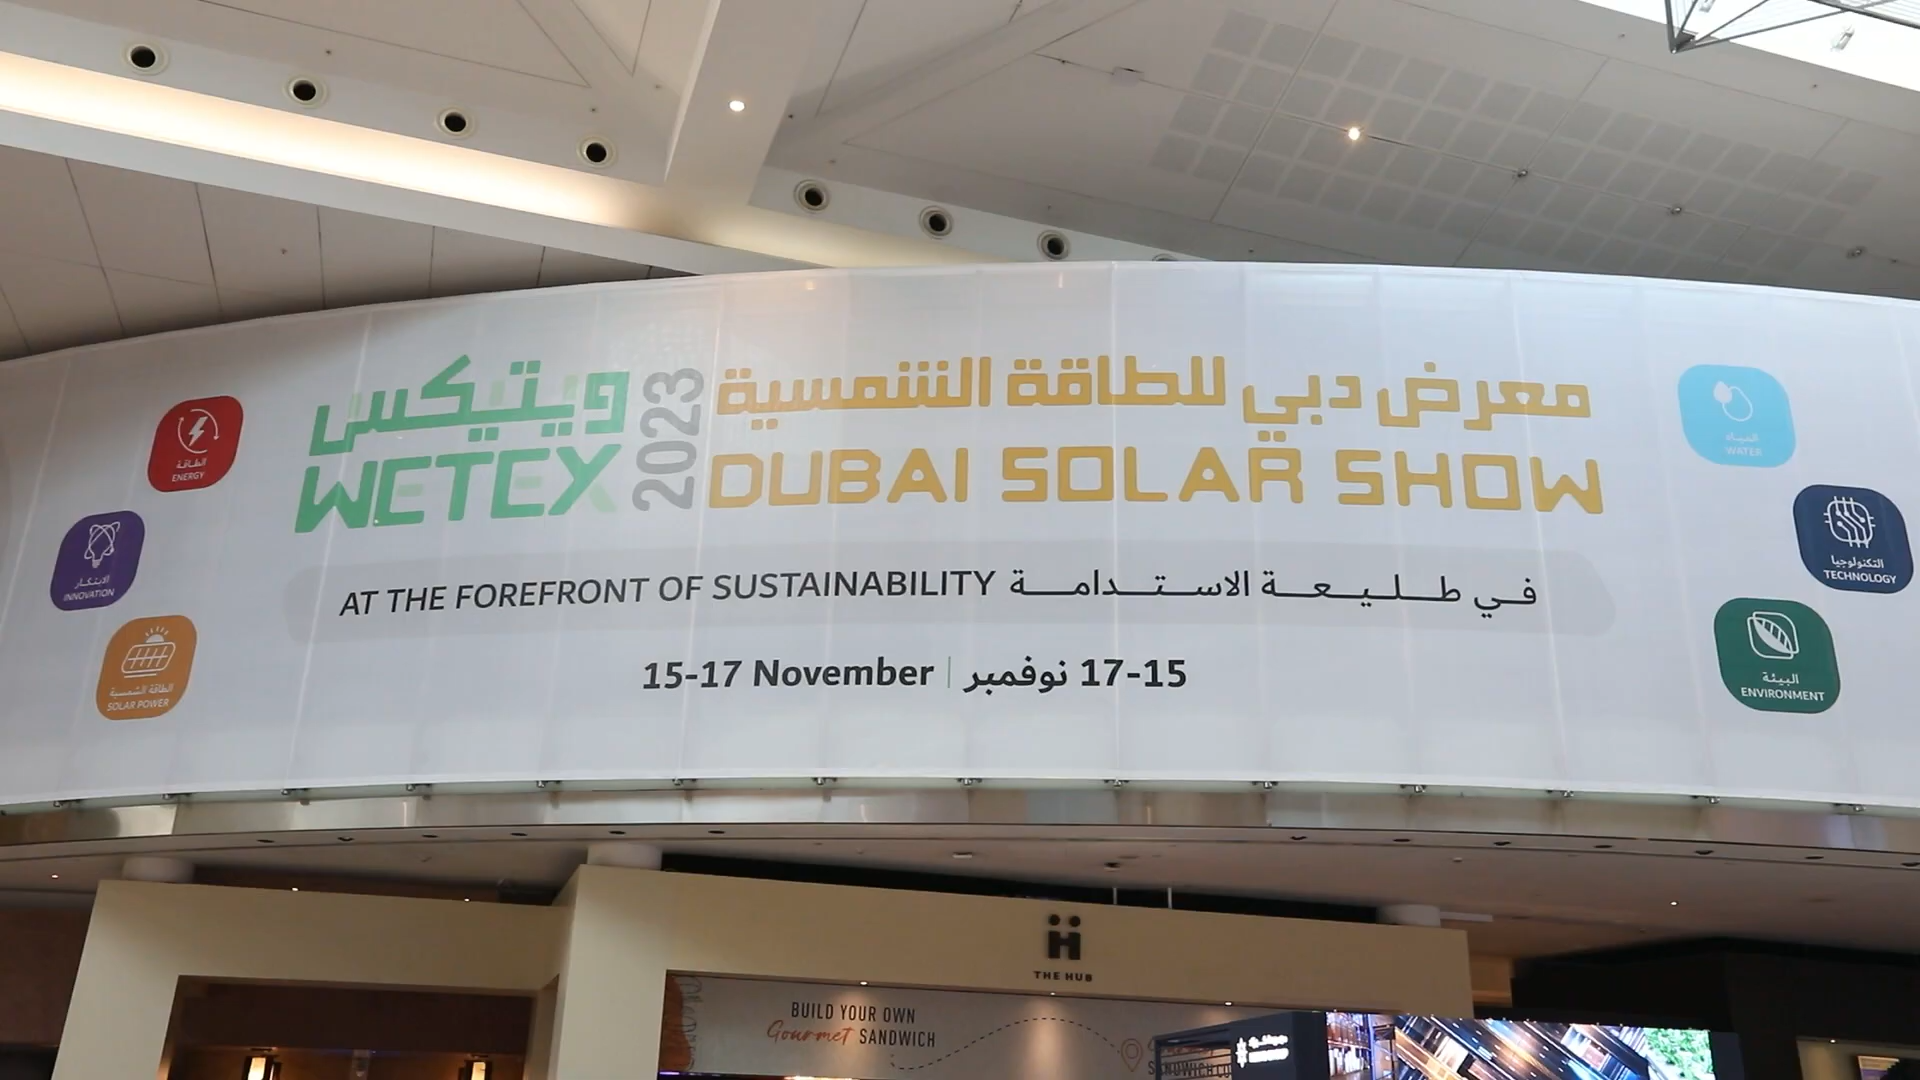 ويتكس
WETEX
2023
معرض دبي للطاقة الشمسية
DUBAI SOLAR SHOW
AT THE FOREFRONT OF SUSTAINABILITY في طليعة الاستدامة
15-17 November | 15-17 نوفمبر
الطاقة
ENERGY
الابتكار
INNOVATION
الطاقة الشمسية
SOLAR POWER
المياه
WATER
التكنولوجيا
TECHNOLOGY
البيئة
ENVIRONMENT
THE HUB
BUILD YOUR OWN
Gourmet SANDWICH